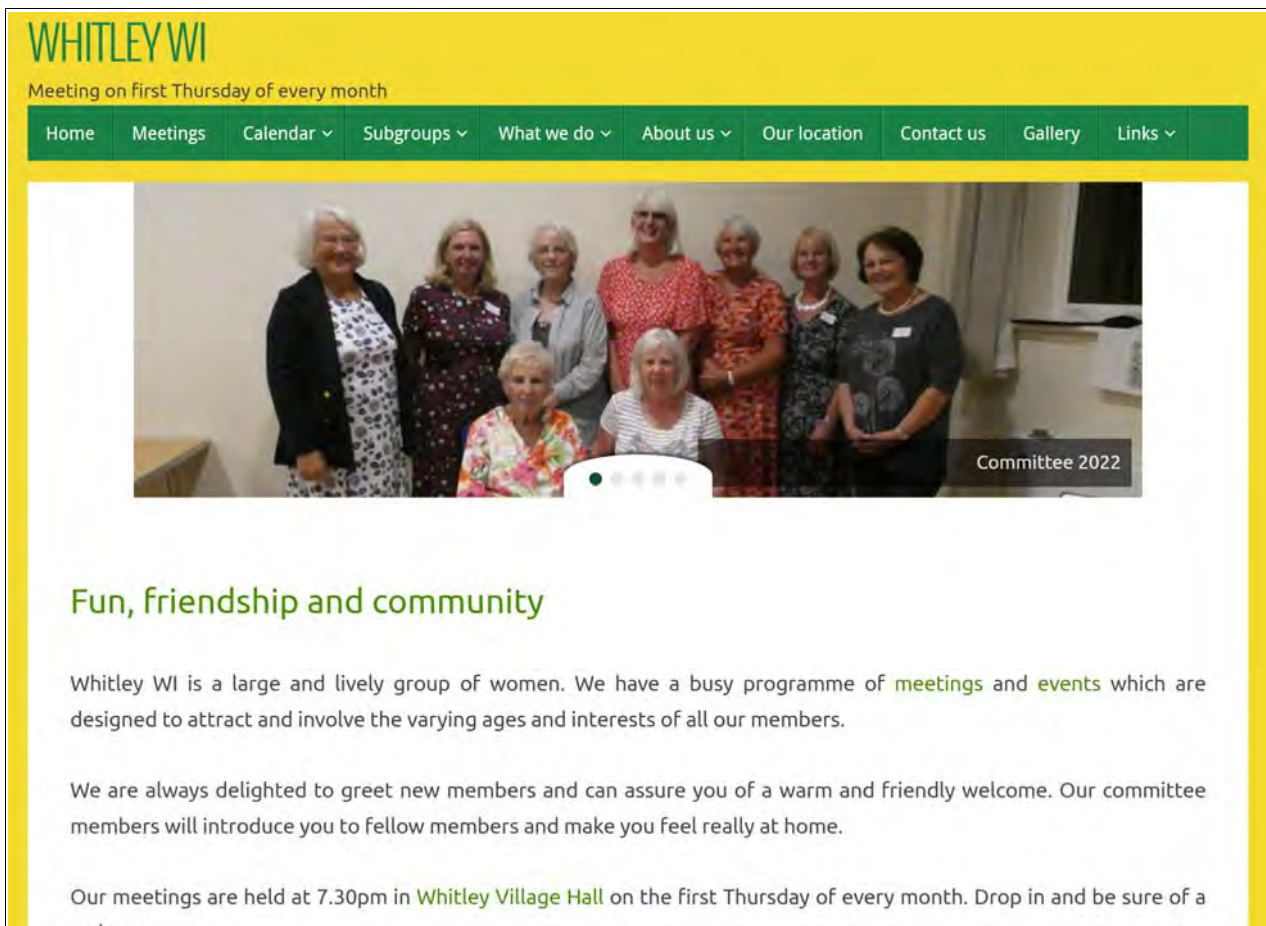 WHITLEY WI
Meeting on first Thursday of every month
Home Meetings Calendar Subgroups What we do About us Our location Contact us Gallery Links
Committee 2022
Fun, friendship and community
Whitley WI is a large and lively group of women. We have a busy programme of meetings and events which are
designed to attract and involve the varying ages and interests of all our members.
We are always delighted to greet new members and can assure you of a warm and friendly welcome. Our committee
members will introduce you to fellow members and make you feel really at home.
Our meetings are held at 7.30pm in Whitley Village Hall on the first Thursday of every month. Drop in and be sure of a